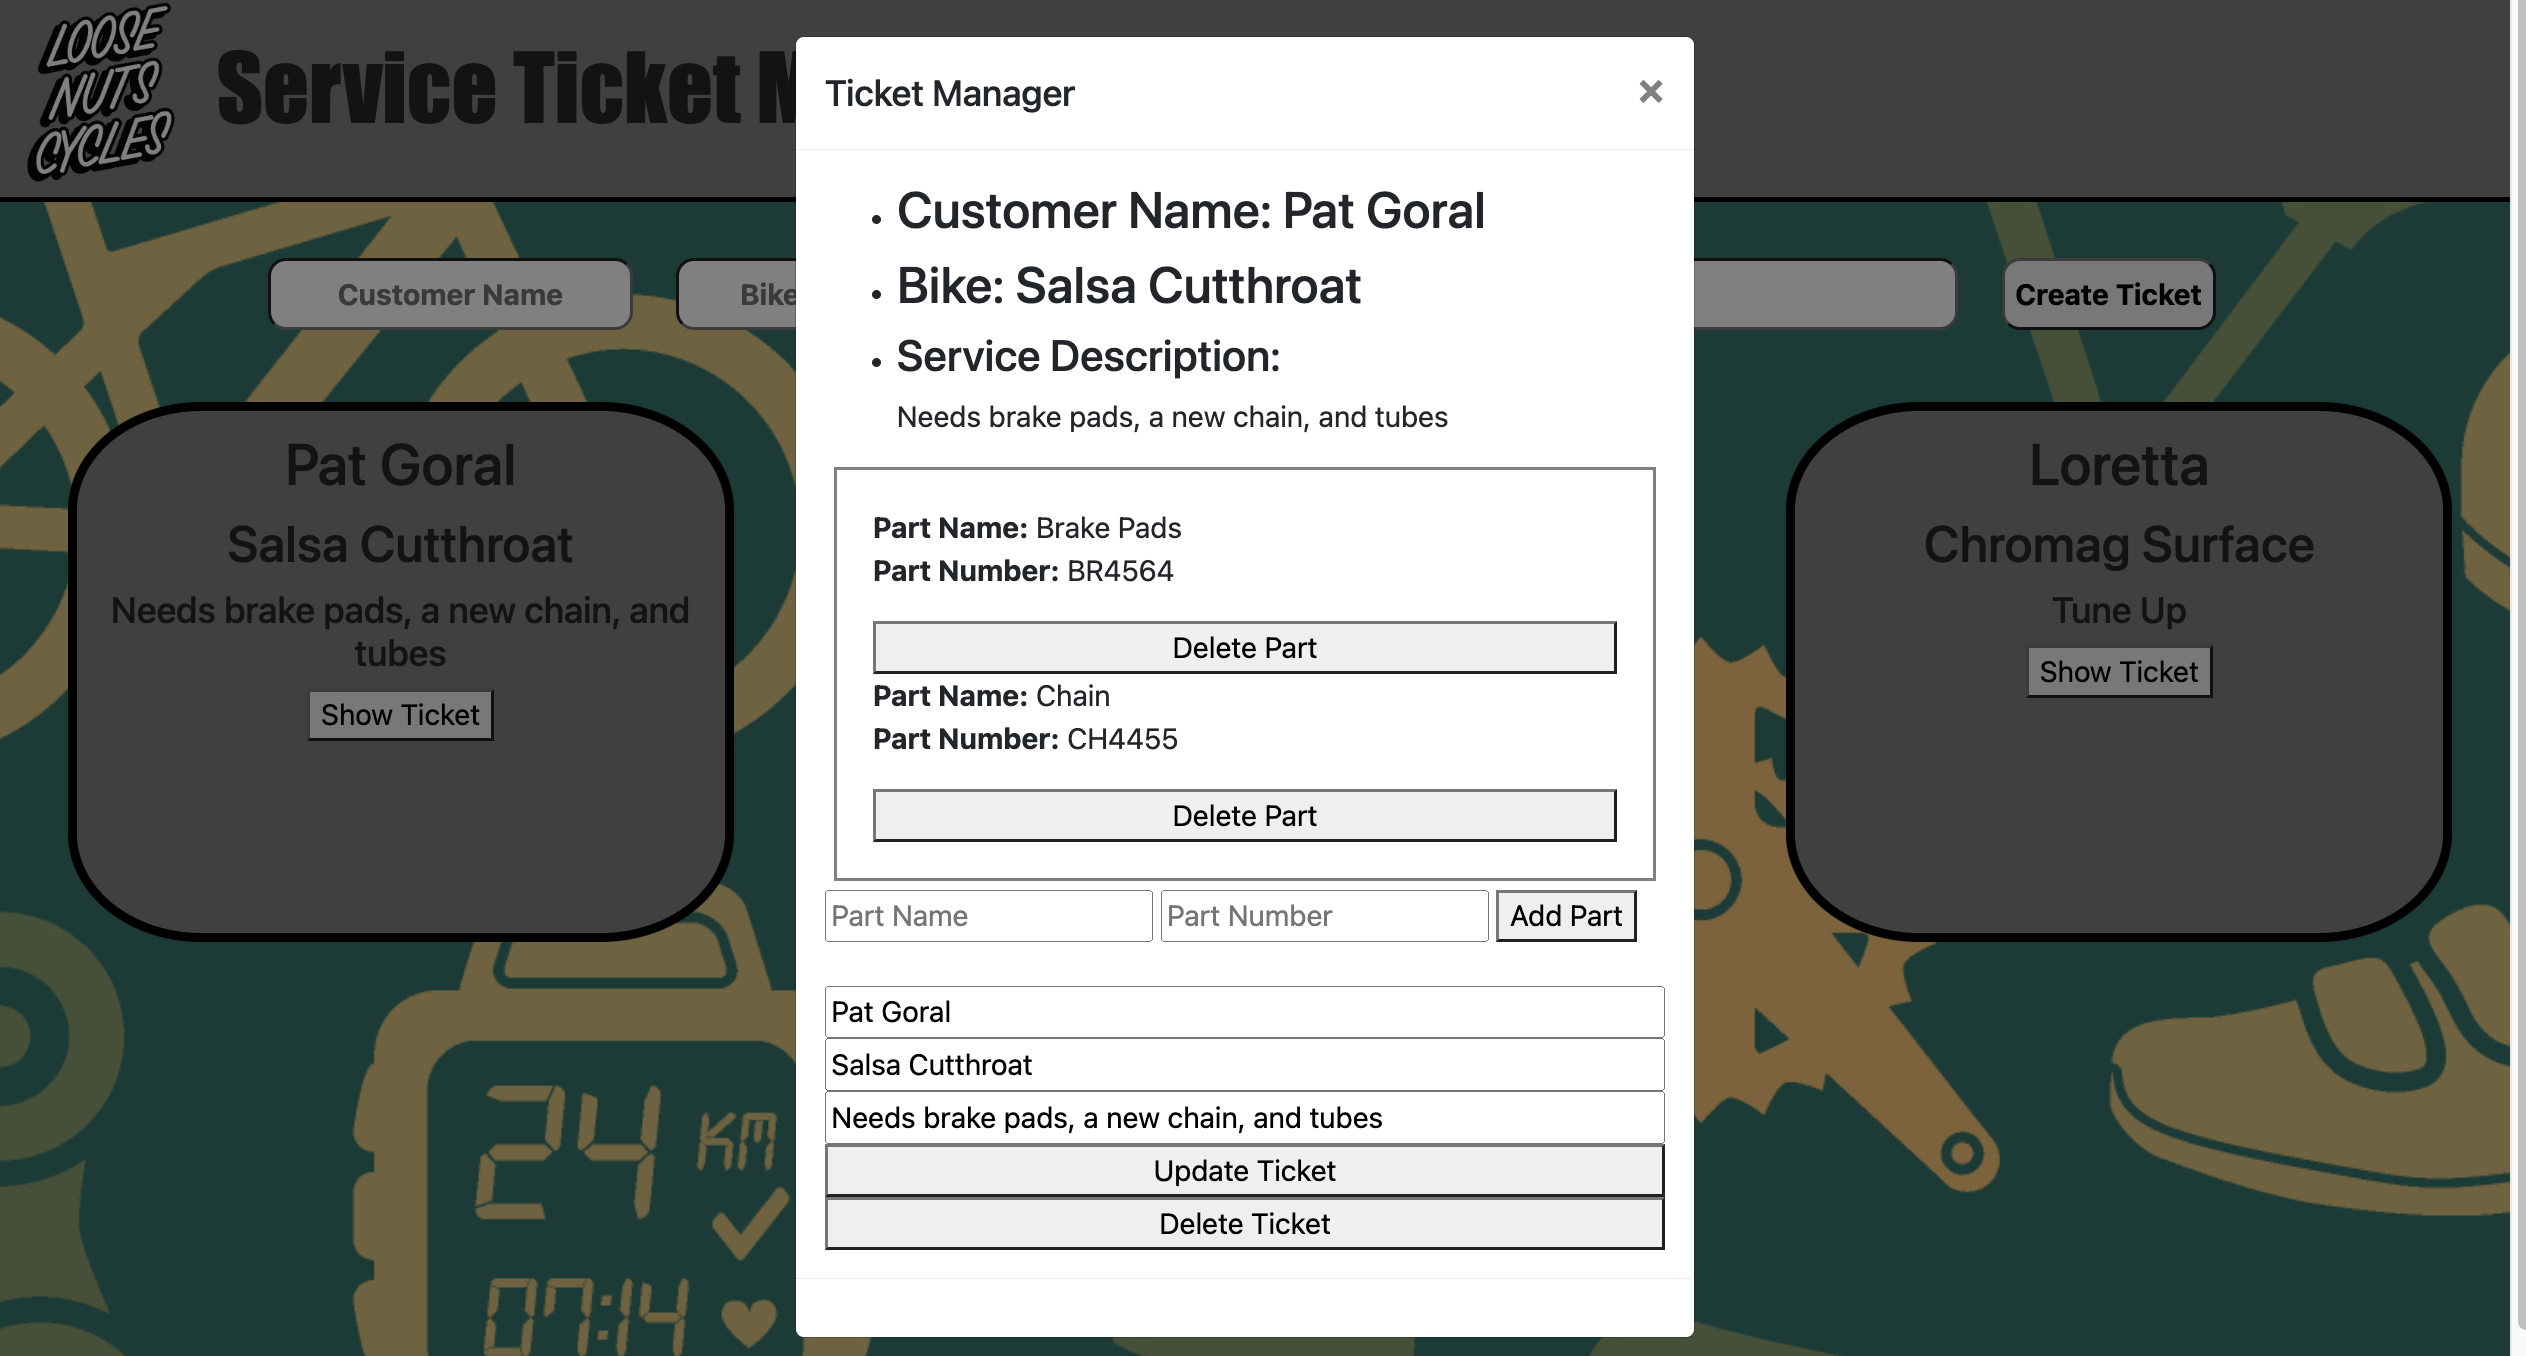 LOOSE
NUTS
CYCLES
Service Ticket
Customer Name
Bike
Create Ticket
Pat Goral
Salsa Cutthroat
Needs brake pads, a new chain, and
tubes
Show Ticket
Ticket Manager
×
Customer Name: Pat Goral
Bike: Salsa Cutthroat
Service Description:
Needs brake pads, a new chain, and tubes
Part Name: Brake Pads
Part Number: BR4564
Delete Part
Part Name: Chain
Part Number: CH4455
Delete Part
Part Name
Part Number
Add Part
Pat Goral
Salsa Cutthroat
Needs brake pads, a new chain, and tubes
Update Ticket
Delete Ticket
Loretta
Chromag Surface
Tune Up
Show Ticket
24 KM
07:14